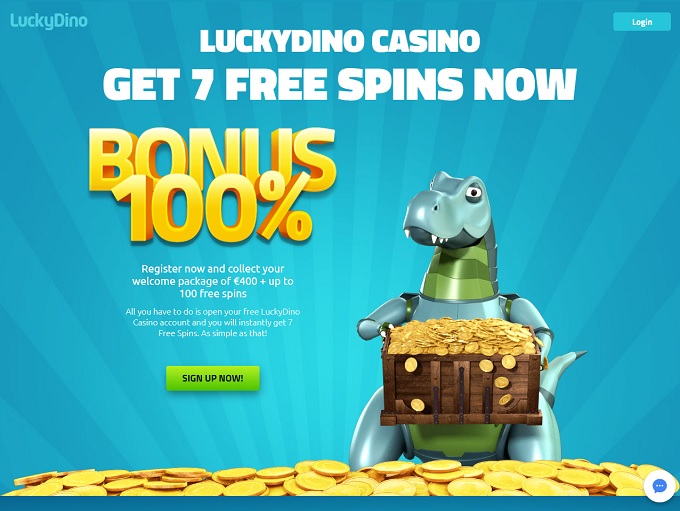 LuckyDino
Login
LUCKYDINO CASINO
GET 7 FREE SPINS NOW
BONUS
100%
Register now and collect your
welcome package of €400 + up to
100 free spins
All you have to do is open your free LuckyDino
Casino account and you will instantly get 7
Free Spins. As simple as that!
SIGN UP NOW!